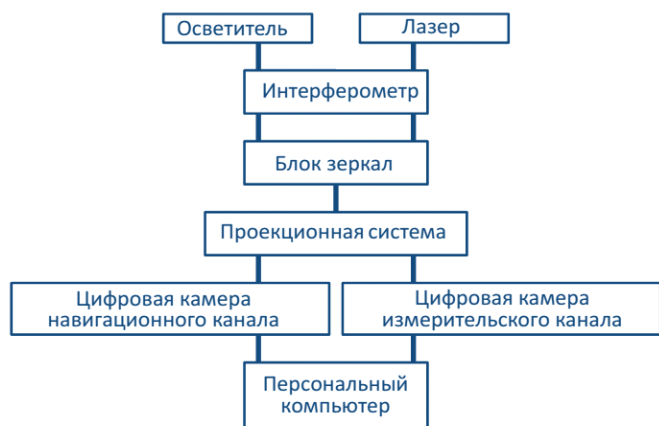 Осветитель
Лазер
Интерферометр
Блок зеркал
Проекционная система
Цифровая камера
навигационного канала
Цифровая камера
измерительского канала
Персональный
компьютер